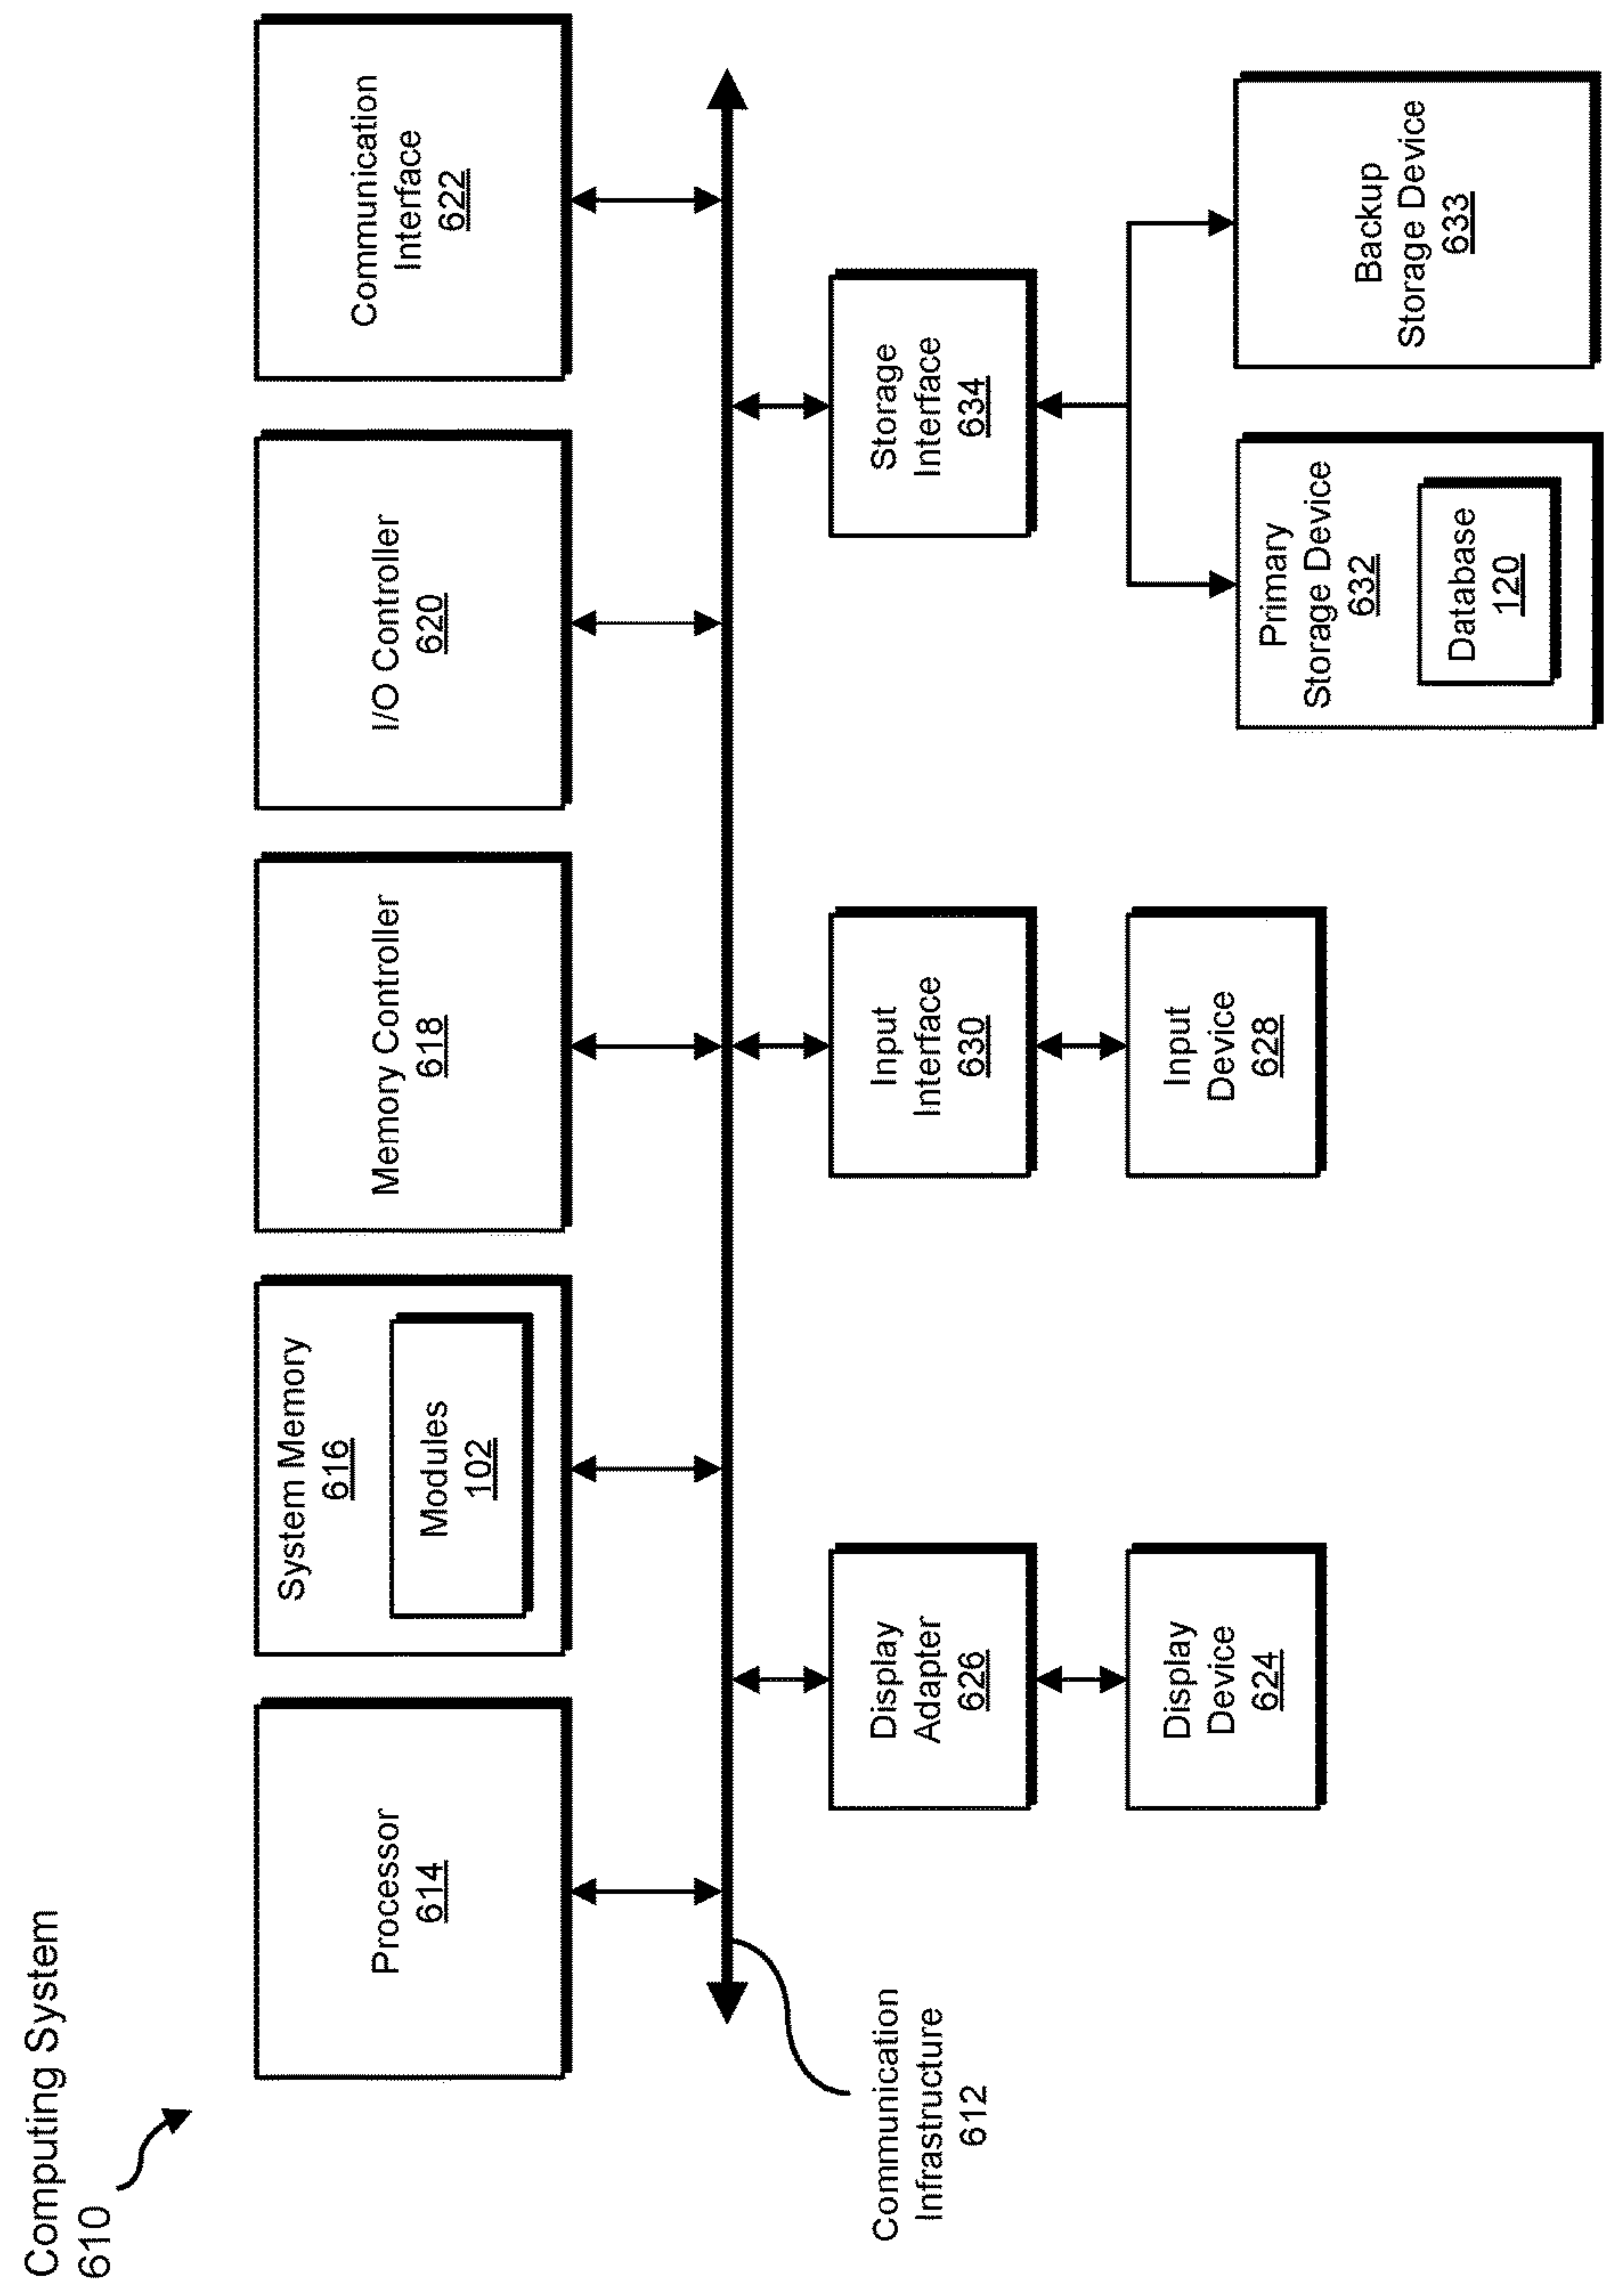 Computing System
610
Processor
614
System Memory
616
Modules
102
Memory Controller
618
I/O Controller
620
Communication
Interface
622
Communication
Infrastructure
612
Display
Adapter
626
Input
Interface
630
Storage
Interface
634
Display
Device
624
Input
Device
628
Primary
Storage Device
632
Database
120
Backup
Storage Device
633